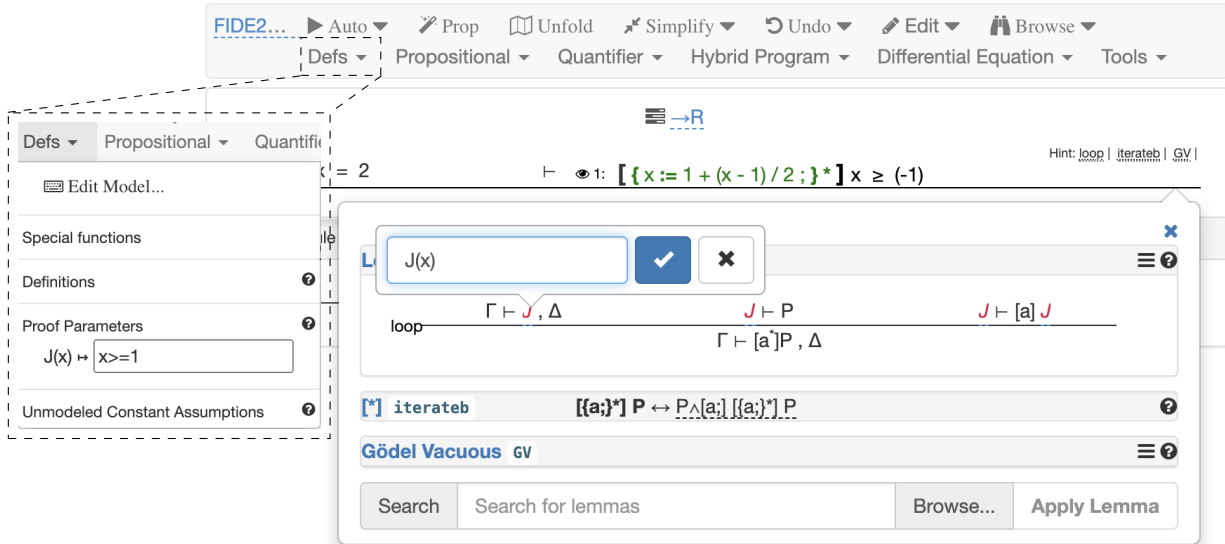 FIDE2... Auto Prop Unfold Simplify Undo Edit Browse
Defs Propositional Quantifier Hybrid Program Differential Equation Tools
→R
Hint: loop | iterateb | GV |
= 2 ⊢ 1: [ { x := 1 + (x - 1) / 2 ; } * ] x ≥ (-1)
Defs Propositional
Edit Model...
Special functions
Definitions
Proof Parameters
J(x) ↦ x>=1
Unmodeled Constant Assumptions
J(x)
Γ ⊢ J , Δ J ⊢ P J ⊢ [a] J
loop
Γ ⊢ [a*]P , Δ
[*] iterateb [{a;}*] P ↔ P∧[a;] [{a;}*] P
Gödel Vacuous GV
Search Search for lemmas Browse... Apply Lemma